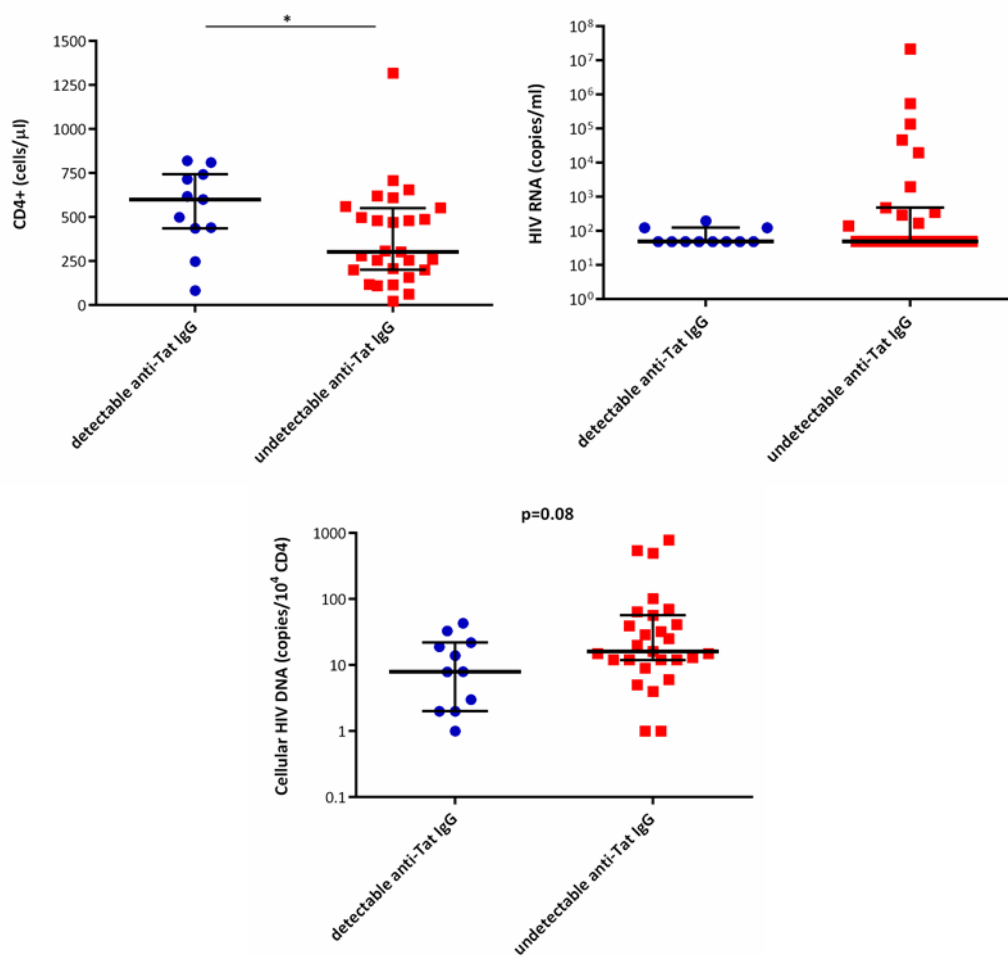 *
CD4+ (cells/μl)
1500
1250
1000
750
500
250
0
detectable anti-Tat IgG
undetectable anti-Tat IgG
HIV RNA (copies/ml)
10⁸
10⁷
10⁶
10⁵
10⁴
10³
10²
10¹
10⁰
detectable anti-Tat IgG
undetectable anti-Tat IgG
p=0.08
Cellular HIV DNA (copies/10⁴ CD4)
1000
100
10
1
0.1
detectable anti-Tat IgG
undetectable anti-Tat IgG